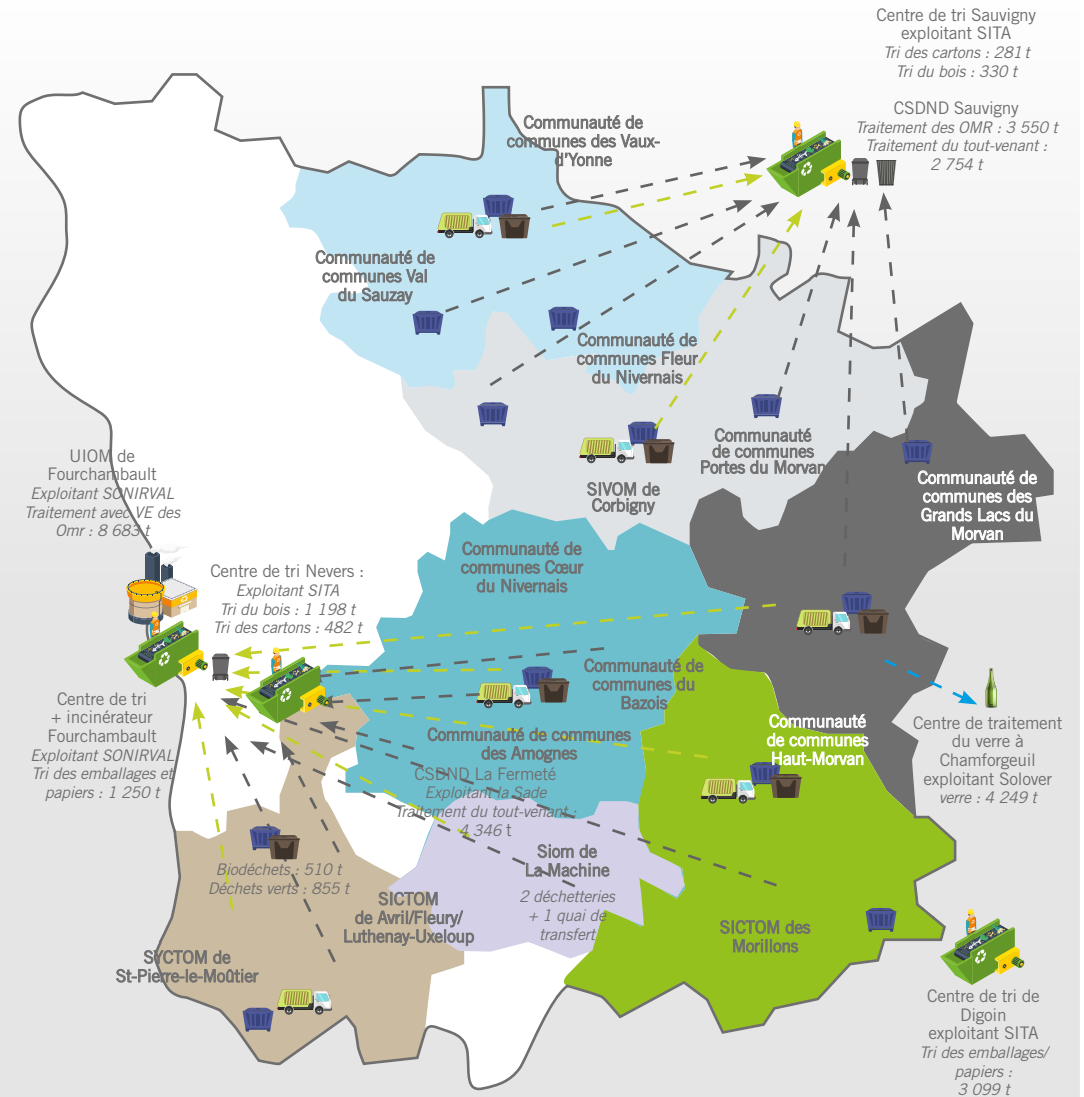 Centre de tri Sauvigny
exploitant SITA
Tri des cartons : 281 t
Tri du bois : 330 t
CSDND Sauvigny
Traitement des OMR : 3 550 t
Traitement du tout-venant :
2 754 t
Communauté de
communes des Vaux-
d'Yonne
Communauté de
communes Val
du Sauzay
Communauté de
communes Fleur
du Nivernais
Communauté
de communes
Portes du Morvan
SIVOM de
Corbigny
Communauté de
communes des
Grands Lacs du
Morvan
UIOM de
Fourchambault
Exploitant SONIRVAL
Traitement avec VE des
Omr : 8 683 t
Centre de tri Nevers :
Exploitant SITA
Tri du bois : 1 198 t
Tri des cartons : 482 t
Communauté de
communes Cœur
du Nivernais
Communauté de
communes du
Bazois
Centre de tri
+ incinérateur
Fourchambault
Exploitant SONIRVAL
Tri des emballages et
papiers : 1 250 t
Communauté de communes
des Amognes
CSDND La Fermeté
Exploitant la Sade
Traitement du tout-venant :
4 346 t
Communauté
de communes
Haut-Morvan
Centre de traitement
du verre à
Chamforgeuil
exploitant Solover
verre : 4 249 t
Siom de
La Machine
2 déchetteries
+ 1 quai de
transfert
Biodéchets : 510 t
Déchets verts : 855 t
SICTOM
de Avril/Fleury/
Luthenay-Uxeloup
SICTOM des
Morillons
SYCTOM de
St-Pierre-le-Moûtier
Centre de tri de
Digoin
exploitant SITA
Tri des emballages/
papiers :
3 099 t